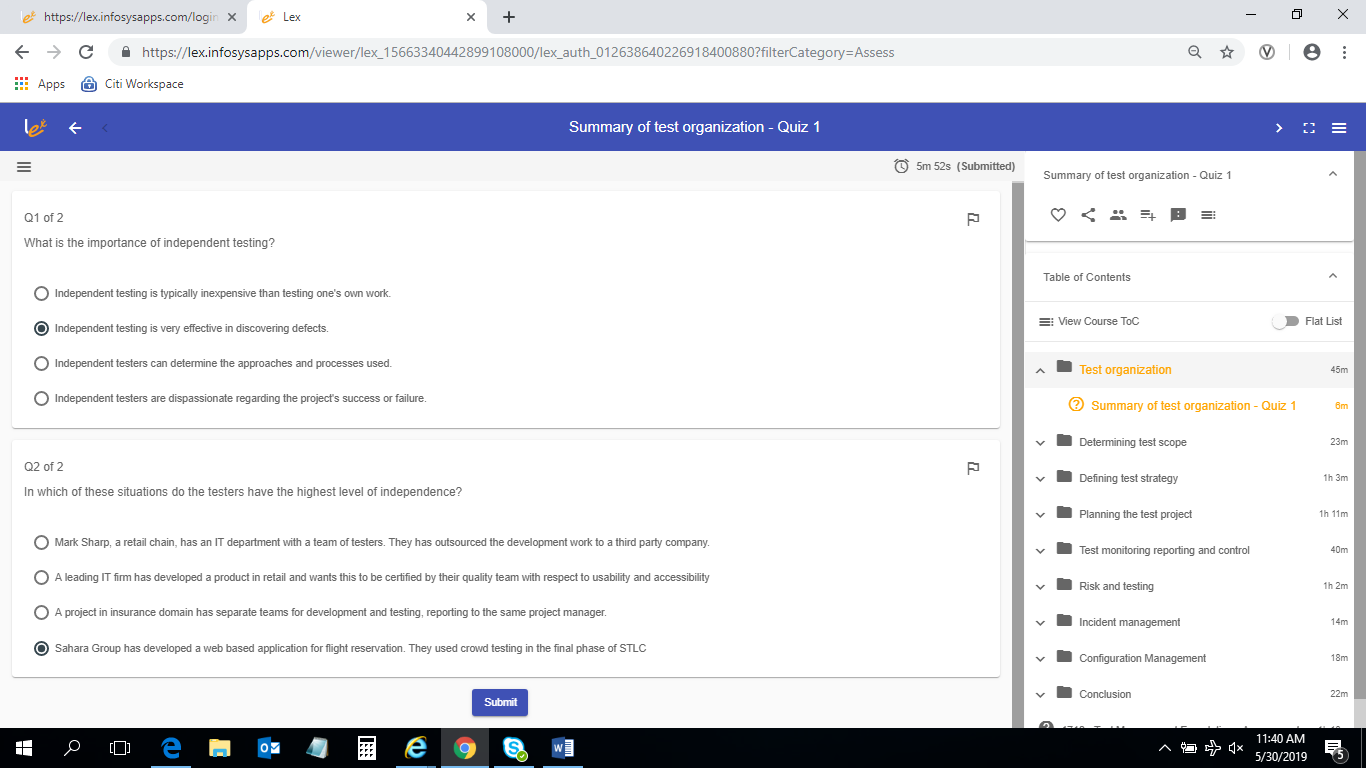 https://lex.infosysapps.com/login
Lex
https://lex.infosysapps.com/viewer/lex_15663340442899108000/lex_auth_012638640226918400880?filterCategory=Assess
Apps
Citi Workspace
lex
Summary of test organization - Quiz 1
5m 52s (Submitted)
Q1 of 2
What is the importance of independent testing?
Independent testing is typically inexpensive than testing one's own work.
Independent testing is very effective in discovering defects.
Independent testers can determine the approaches and processes used.
Independent testers are dispassionate regarding the project's success or failure.
Q2 of 2
In which of these situations do the testers have the highest level of independence?
Mark Sharp, a retail chain, has an IT department with a team of testers. They has outsourced the development work to a third party company.
A leading IT firm has developed a product in retail and wants this to be certified by their quality team with respect to usability and accessibility
A project in insurance domain has separate teams for development and testing, reporting to the same project manager.
Sahara Group has developed a web based application for flight reservation. They used crowd testing in the final phase of STLC
Submit
Summary of test organization - Quiz 1
Table of Contents
View Course ToC
Flat List
Test organization 45m
Summary of test organization - Quiz 1 6m
Determining test scope 23m
Defining test strategy 1h 3m
Planning the test project 1h 11m
Test monitoring reporting and control 40m
Risk and testing 1h 2m
Incident management 14m
Configuration Management 18m
Conclusion 22m
11:40 AM
5/30/2019
5